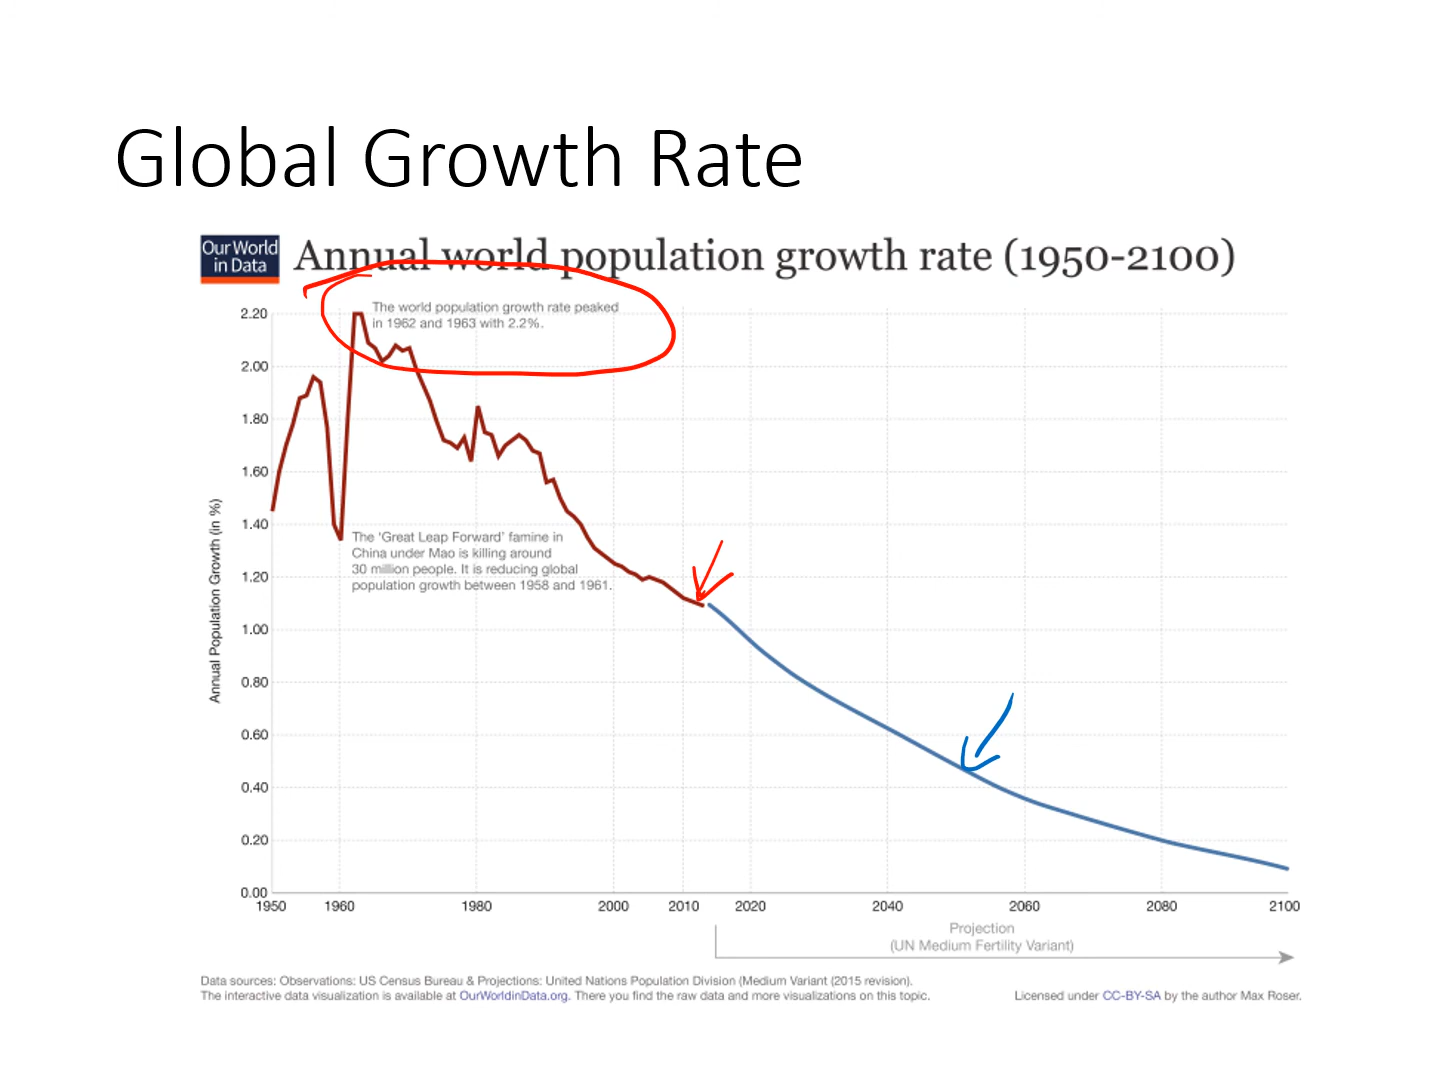 Global Growth Rate
Our World
in Data
Annual world population growth rate (1950-2100)
The world population growth rate peaked
in 1962 and 1963 with 2.2%.
2.20
2.00
1.80
1.60
1.40
1.20
1.00
0.80
0.60
0.40
0.20
0.00
Annual Population Growth (in %)
The ‘Great Leap Forward’ famine in
China under Mao is killing around
30 million people. It is reducing global
population growth between 1958 and 1961.
1950 1960 1980 2000 2010 2020 2040 2060 2080 2100
Projection
(UN Medium Fertility Variant)
Data sources: Observations: US Census Bureau & Projections: United Nations Population Division (Medium Variant (2015 revision).
The interactive data visualization is available at OurWorldinData.org. There you find the raw data and more visualizations on this topic.
Licensed under CC-BY-SA by the author Max Roser.